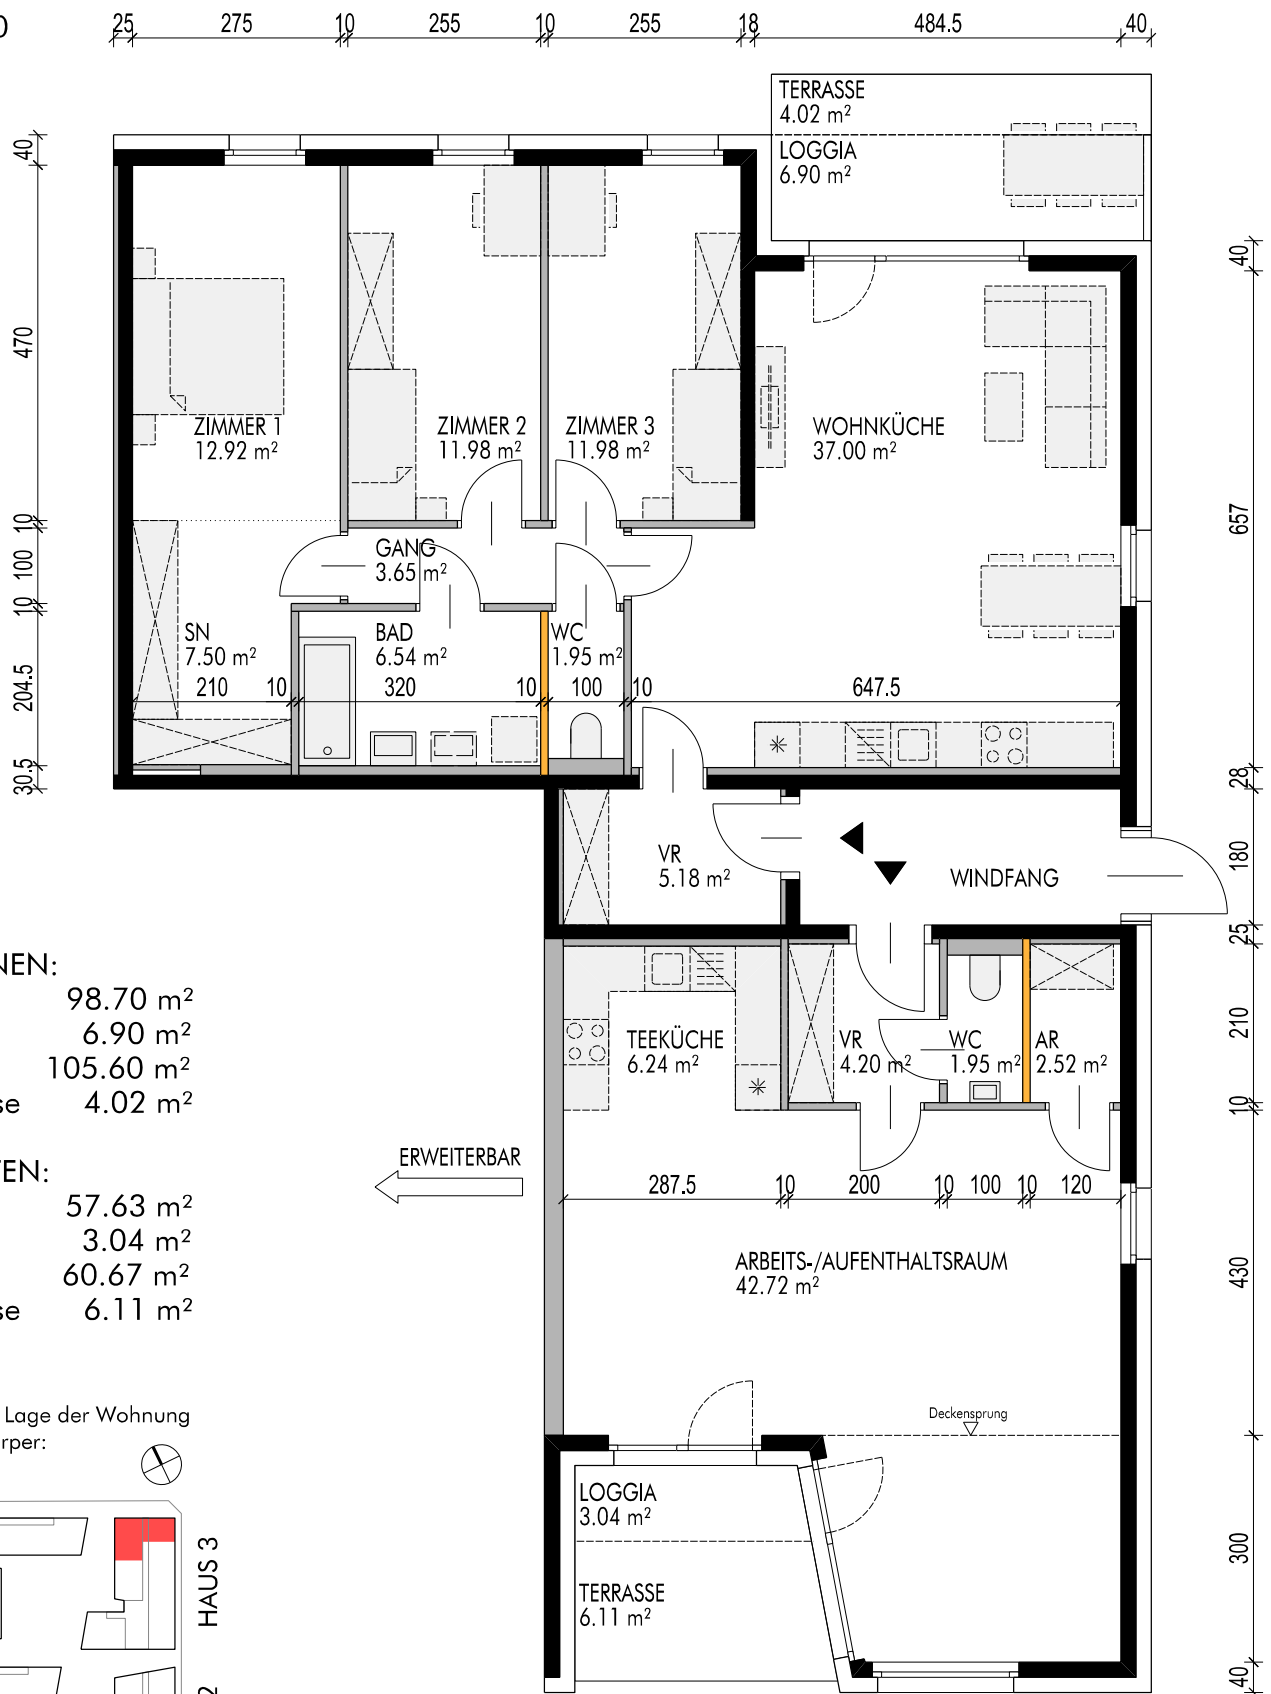 25 275 10 255 10 255 18 484.5 40
TERRASSE
4.02 m²
LOGGIA
6.90 m²
40
470
10
100
10
204.5
30.5
ZIMMER 1
12.92 m²
ZIMMER 2
11.98 m²
ZIMMER 3
11.98 m²
WOHNKÜCHE
37.00 m²
GANG
3.65 m²
SN
7.50 m²
BAD
6.54 m²
WC
1.95 m²
210 10 320 10 100 10 647.5
40
657
28
180
25
210
10
430
300
40
VR
5.18 m²
WINDFANG
NEN:
98.70 m²
6.90 m²
105.60 m²
se 4.02 m²
TEN:
57.63 m²
3.04 m²
60.67 m²
se 6.11 m²
TEEKÜCHE
6.24 m²
VR
4.20 m²
WC
1.95 m²
AR
2.52 m²
ERWEITERBAR
287.5 10 200 10 100 10 120
ARBEITS-/AUFENTHALTSRAUM
42.72 m²
Deckensprung
LOGGIA
3.04 m²
TERRASSE
6.11 m²
Lage der Wohnung
rper:
HAUS 3
2